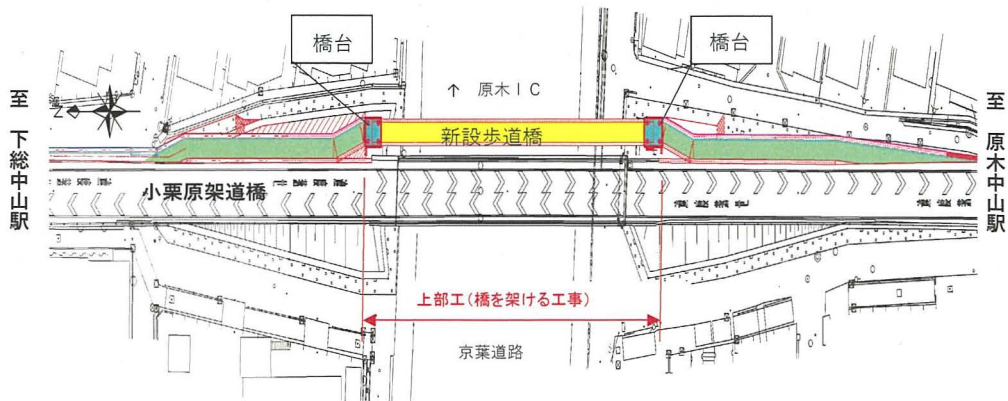 橋台
橋台
↑ 原木IC
至 下総中山駅
至 原木中山駅
Z
新設歩道橋
小栗原架道橋
上部工(橋を架ける工事)
京葉道路